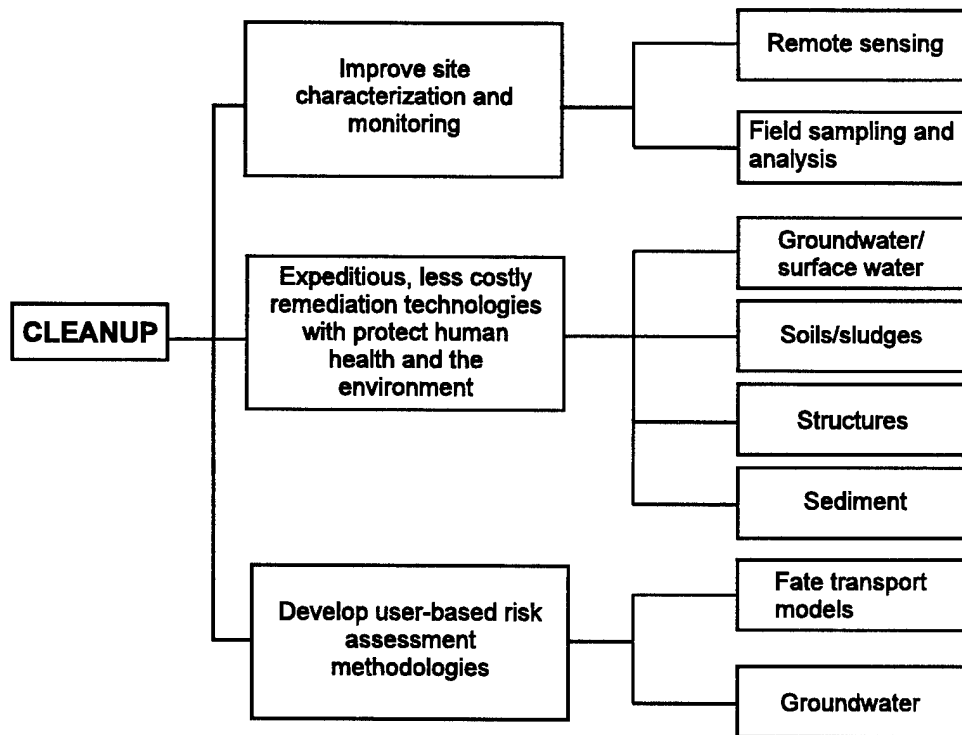 CLEANUP
Improve site
characterization and
monitoring
Remote sensing
Field sampling and
analysis
Expeditious, less costly
remediation technologies
with protect human
health and the
environment
Groundwater/
surface water
Soils/sludges
Structures
Sediment
Develop user-based risk
assessment
methodologies
Fate transport
models
Groundwater